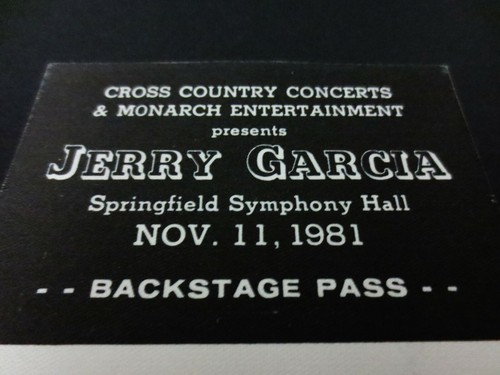 CROSS COUNTRY CONCERTS
& MONARCH ENTERTAINMENT
presents
JERRY GARCIA
Springfield Symphony Hall
NOV. 11, 1981
- - BACKSTAGE PASS - -